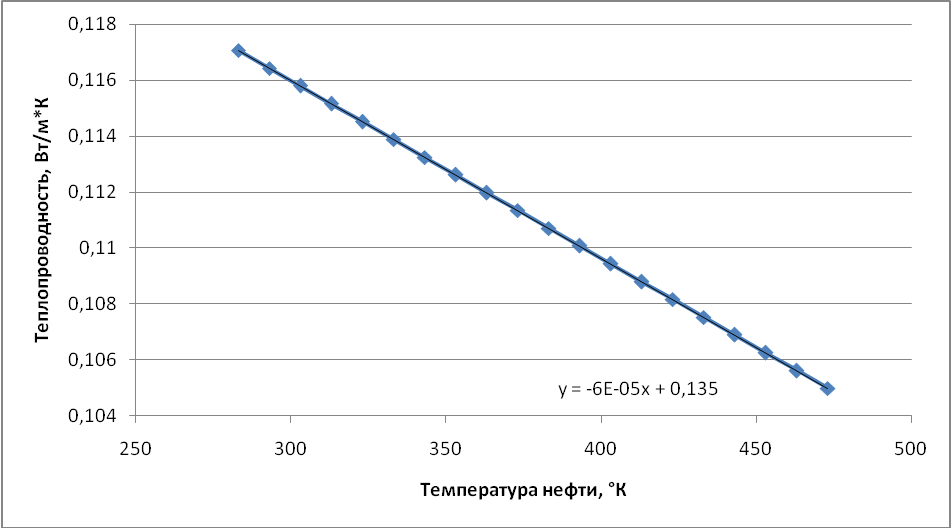 0,118
0,116
0,114
0,112
0,11
0,108
0,106
0,104
Теплопроводность, Вт/м*К
y = -6E-05x + 0,135
250 300 350 400 450 500
Температура нефти, °К